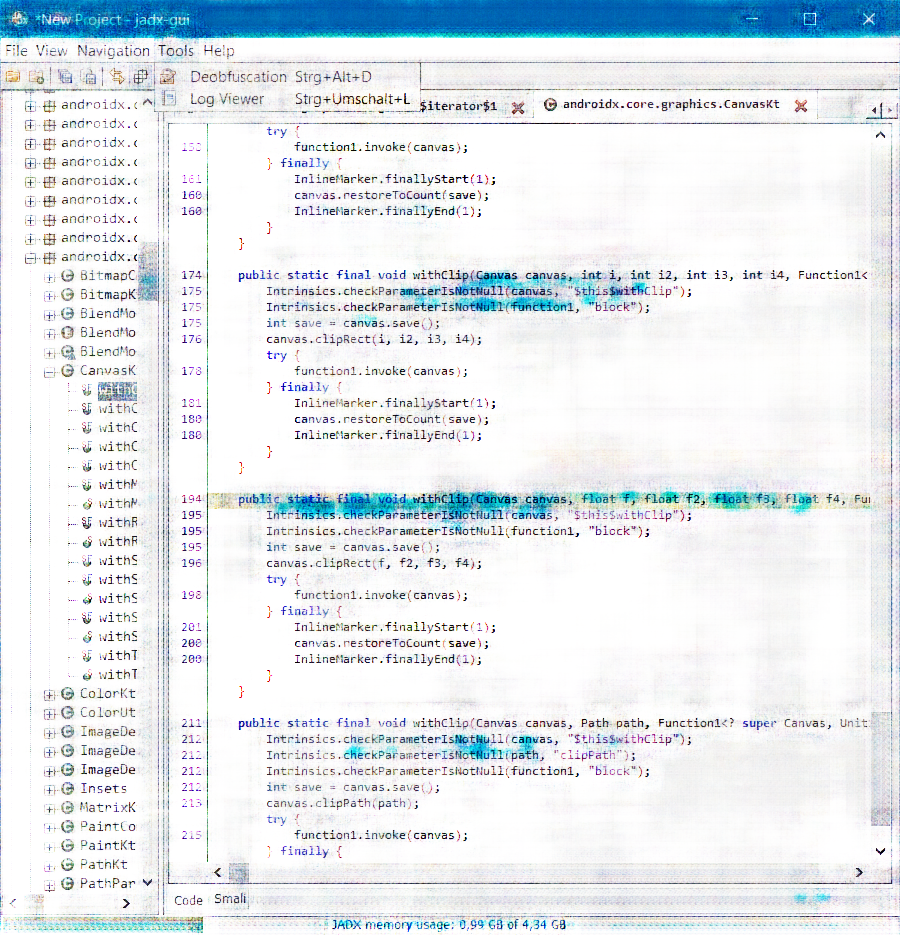 *New Project - jadx-gui
File View Navigation Tools Help
Deobfuscation Strg+Alt+D
Log Viewer Strg+Umschalt+L
$iterator$1
androidx.core.graphics.CanvasKt
androidx.c
androidx.c
androidx.c
androidx.c
androidx.c
androidx.c
androidx.c
androidx.c
androidx.c
BitmapC
BitmapK
BlendMo
BlendMo
BlendMo
CanvasK
withC
withC
withC
withC
withC
withM
withM
withR
withR
withS
withS
withS
withS
withS
withT
withT
ColorKt
ColorUt
ImageDe
ImageDe
ImageDe
Insets
MatrixK
PaintCo
PaintKt
PathKt
PathPar
try {
function1.invoke(canvas);
} finally {
161 InlineMarker.finallyStart(1);
160 canvas.restoreToCount(save);
160 InlineMarker.finallyEnd(1);
}
}
174 public static final void withClip(Canvas canvas, int i, int i2, int i3, int i4, Function1<
175 Intrinsics.checkParameterIsNotNull(canvas, "$this$withClip");
175 Intrinsics.checkParameterIsNotNull(function1, "block");
175 int save = canvas.save();
176 canvas.clipRect(i, i2, i3, i4);
try {
178 function1.invoke(canvas);
} finally {
181 InlineMarker.finallyStart(1);
180 canvas.restoreToCount(save);
180 InlineMarker.finallyEnd(1);
}
}
194 public static final void withClip(Canvas canvas, float f, float f2, float f3, float f4, Fun
195 Intrinsics.checkParameterIsNotNull(canvas, "$this$withClip");
195 Intrinsics.checkParameterIsNotNull(function1, "block");
195 int save = canvas.save();
196 canvas.clipRect(f, f2, f3, f4);
try {
198 function1.invoke(canvas);
} finally {
201 InlineMarker.finallyStart(1);
200 canvas.restoreToCount(save);
200 InlineMarker.finallyEnd(1);
}
}
211 public static final void withClip(Canvas canvas, Path path, Function1<? super Canvas, Unit
212 Intrinsics.checkParameterIsNotNull(canvas, "$this$withClip");
212 Intrinsics.checkParameterIsNotNull(path, "clipPath");
212 Intrinsics.checkParameterIsNotNull(function1, "block");
212 int save = canvas.save();
213 canvas.clipPath(path);
try {
215 function1.invoke(canvas);
} finally {
Code Smali
JADX memory usage: 0,99 GB of 4,34 GB